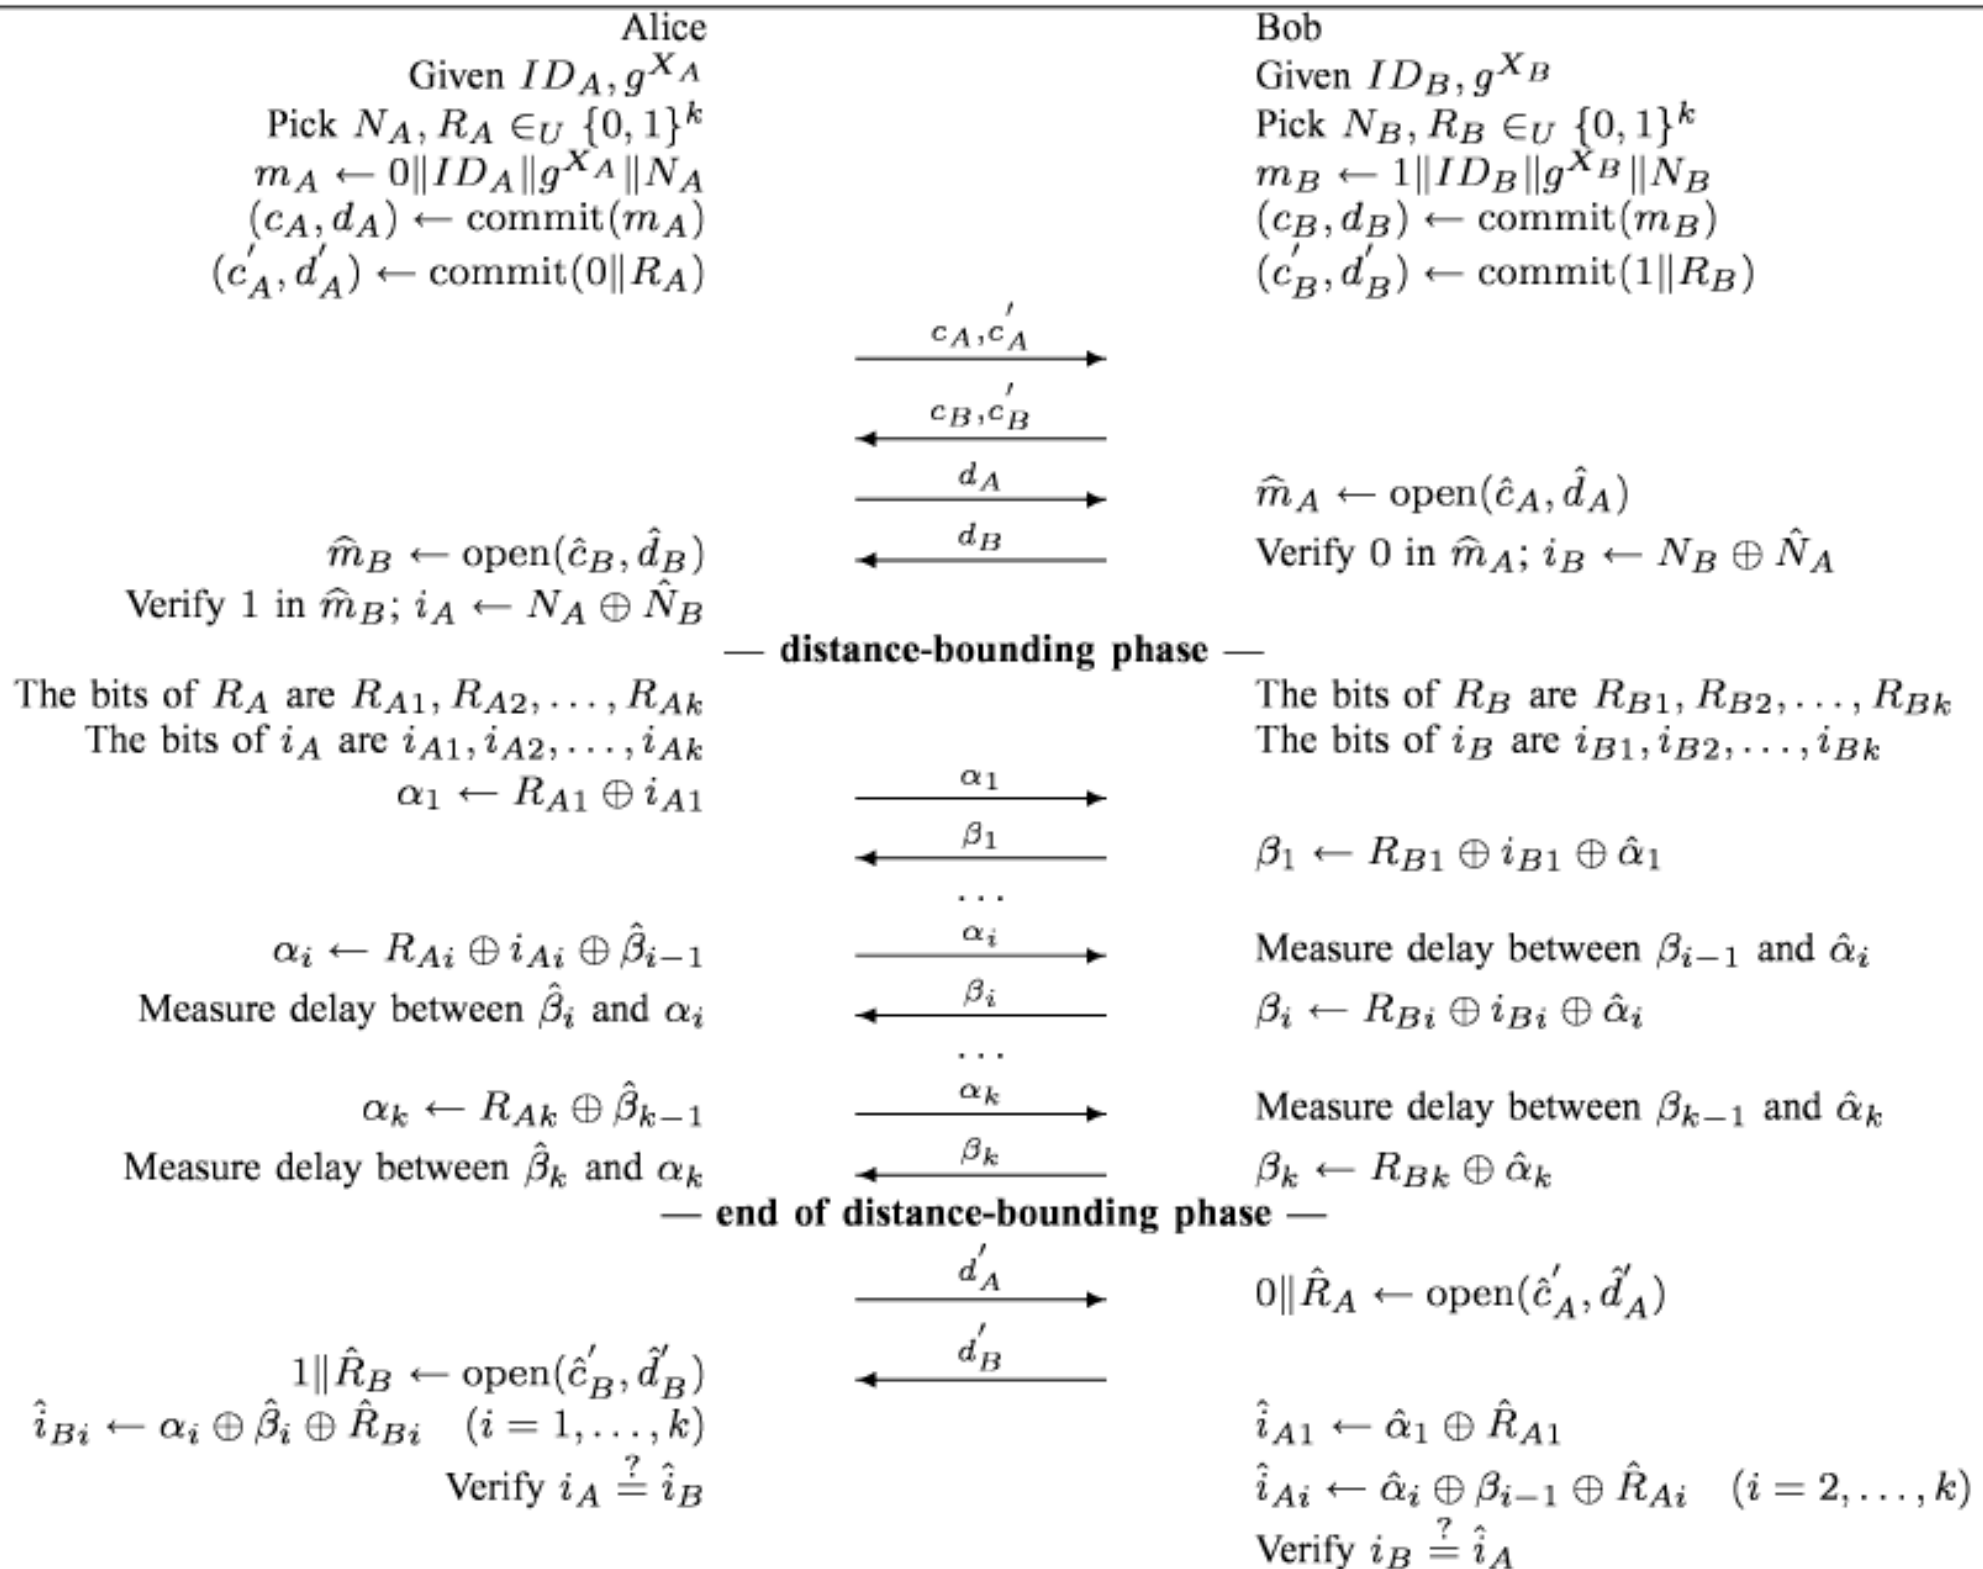 Alice Bob
Given ID_A, g^{X_A} Given ID_B, g^{X_B}
Pick N_A, R_A ∈_U {0, 1}^k Pick N_B, R_B ∈_U {0, 1}^k
m_A ← 0‖ID_A‖g^{X_A}‖N_A m_B ← 1‖ID_B‖g^{X_B}‖N_B
(c_A, d_A) ← commit(m_A) (c_B, d_B) ← commit(m_B)
(c'_A, d'_A) ← commit(0‖R_A) (c'_B, d'_B) ← commit(1‖R_B)
c_A, c'_A
c_B, c'_B
d_A m̂_A ← open(ĉ_A, d̂_A)
m̂_B ← open(ĉ_B, d̂_B) d_B Verify 0 in m̂_A; i_B ← N_B ⊕ N̂_A
Verify 1 in m̂_B; i_A ← N_A ⊕ N̂_B
— distance-bounding phase —
The bits of R_A are R_{A1}, R_{A2}, . . . , R_{Ak} The bits of R_B are R_{B1}, R_{B2}, . . . , R_{Bk}
The bits of i_A are i_{A1}, i_{A2}, . . . , i_{Ak} The bits of i_B are i_{B1}, i_{B2}, . . . , i_{Bk}
α_1 ← R_{A1} ⊕ i_{A1} α_1
β_1 β_1 ← R_{B1} ⊕ i_{B1} ⊕ α̂_1
. . .
α_i ← R_{Ai} ⊕ i_{Ai} ⊕ β̂_{i−1} α_i Measure delay between β_{i−1} and α̂_i
Measure delay between β̂_i and α_i β_i β_i ← R_{Bi} ⊕ i_{Bi} ⊕ α̂_i
. . .
α_k ← R_{Ak} ⊕ β̂_{k−1} α_k Measure delay between β_{k−1} and α̂_k
Measure delay between β̂_k and α_k β_k β_k ← R_{Bk} ⊕ α̂_k
— end of distance-bounding phase —
d'_A 0‖R̂_A ← open(ĉ'_A, d̂'_A)
1‖R̂_B ← open(ĉ'_B, d̂'_B) d'_B
î_{Bi} ← α_i ⊕ β̂_i ⊕ R̂_{Bi} (i = 1, . . . , k) î_{A1} ← α̂_1 ⊕ R̂_{A1}
Verify i_A ≟ î_B î_{Ai} ← α̂_i ⊕ β_{i−1} ⊕ R̂_{Ai} (i = 2, . . . , k)
Verify i_B ≟ î_A